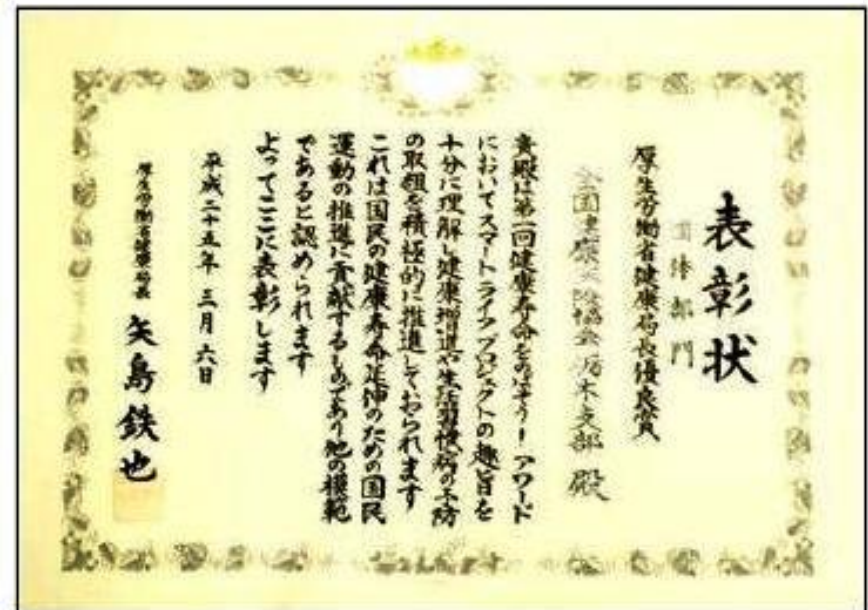 表彰状
団体部門
厚生労働省健康局長優良賞
全国健康保険協会 栃木支部 殿
貴殿は第一回健康寿命をのばそう!アワード
においてスマートライフプロジェクトの趣旨を
十分に理解し健康増進や生活習慣病の予防
の取組を積極的に推進しておられます
これは国民の健康寿命延伸のための国民
運動の推進に貢献するものであり他の模範
であると認められます
よってここに表彰します
平成二十五年 三月 六日
厚生労働省健康局長 矢島鉄也